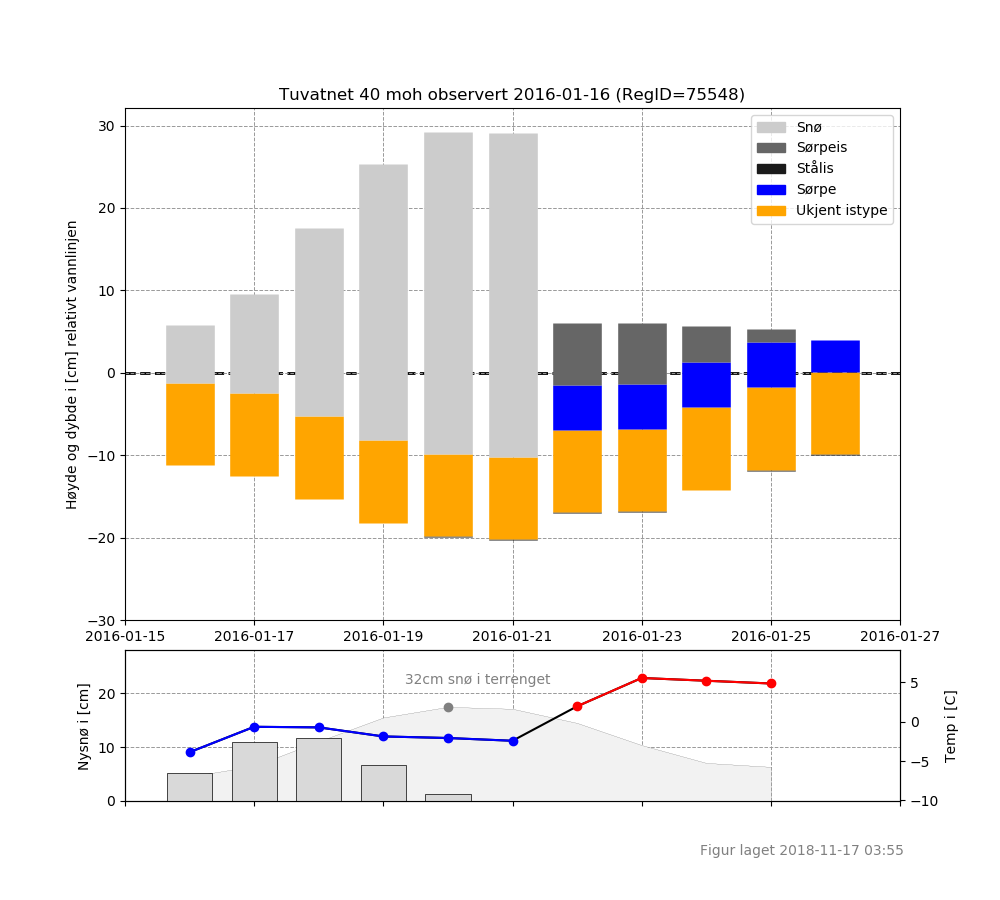 Tuvatnet 40 moh observert 2016-01-16 (RegID=75548)
Høyde og dybde i [cm] relativt vannlinjen
30
20
10
0
−10
−20
−30
Snø
Sørpeis
Stålis
Sørpe
Ukjent istype
2016-01-15 2016-01-17 2016-01-19 2016-01-21 2016-01-23 2016-01-25 2016-01-27
Nysnø i [cm]
20
10
0
32cm snø i terrenget
5
0
−5
−10
Temp i [C]
Figur laget 2018-11-17 03:55